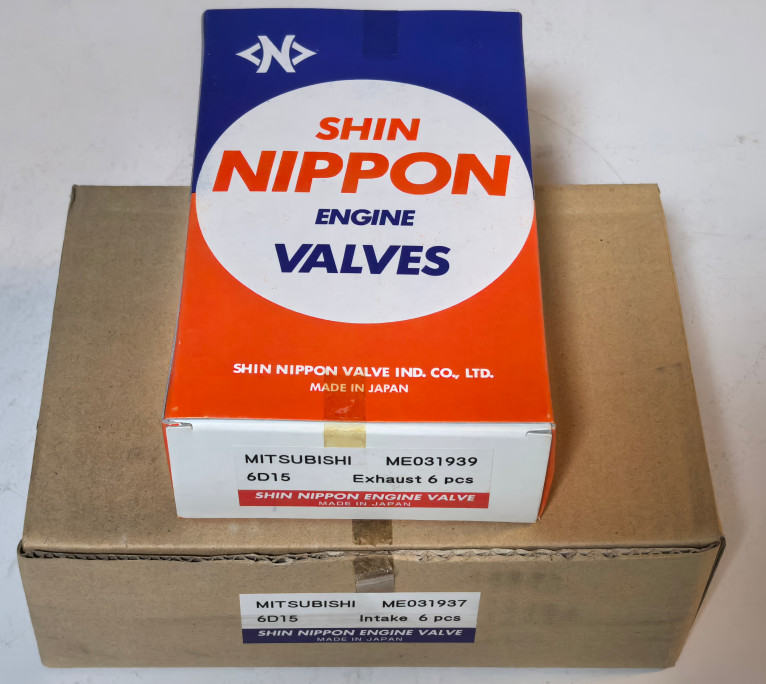 <N>
SHIN
NIPPON
ENGINE
VALVES
SHIN NIPPON VALVE IND. CO., LTD.
MADE IN JAPAN
MITSUBISHI ME031939
6D15 Exhaust 6 pcs
SHIN NIPPON ENGINE VALVE
MADE IN JAPAN
MITSUBISHI ME031937
6D15 Intake 6 pcs
SHIN NIPPON ENGINE VALVE
MADE IN JAPAN